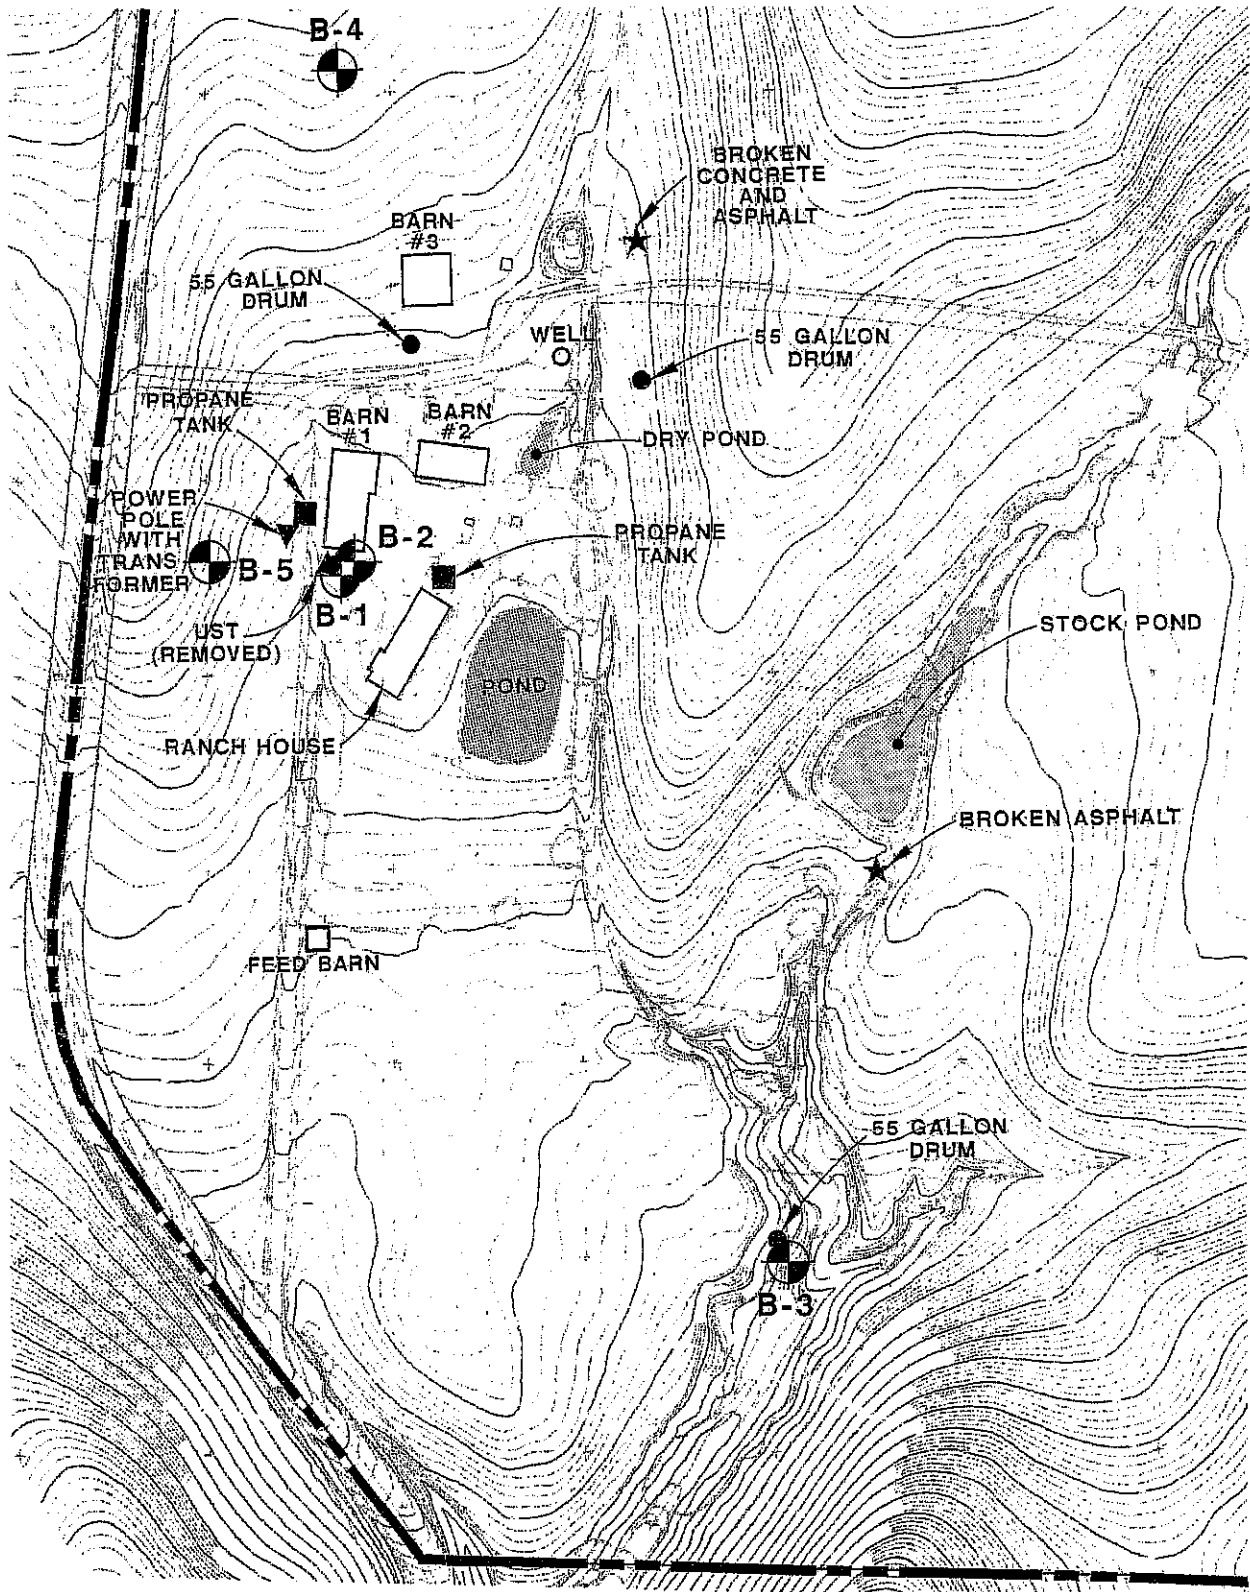 B-4
BROKEN
CONCRETE
AND
ASPHALT
BARN
#3
55 GALLON
DRUM
WELL
55 GALLON
DRUM
PROPANE
TANK
BARN
#1
BARN
#2
DRY POND
POWER
POLE
WITH
TRANS
FORMER
B-2
PROPANE
TANK
B-5
B-1
UST
(REMOVED)
STOCK POND
POND
RANCH HOUSE
BROKEN ASPHALT
FEED BARN
55 GALLON
DRUM
B-3